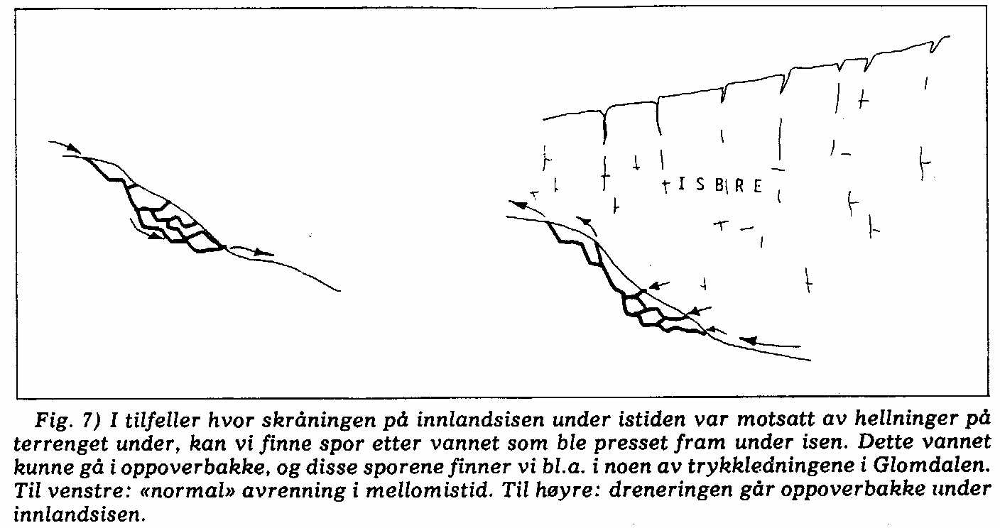 ISBRE
Fig. 7) I tilfeller hvor skråningen på innlandsisen under istiden var motsatt av hellninger på
terrenget under, kan vi finne spor etter vannet som ble presset fram under isen. Dette vannet
kunne gå i oppoverbakke, og disse sporene finner vi bl.a. i noen av trykkledningene i Glomdalen.
Til venstre: «normal» avrenning i mellomistid. Til høyre: dreneringen går oppoverbakke under
innlandsisen.